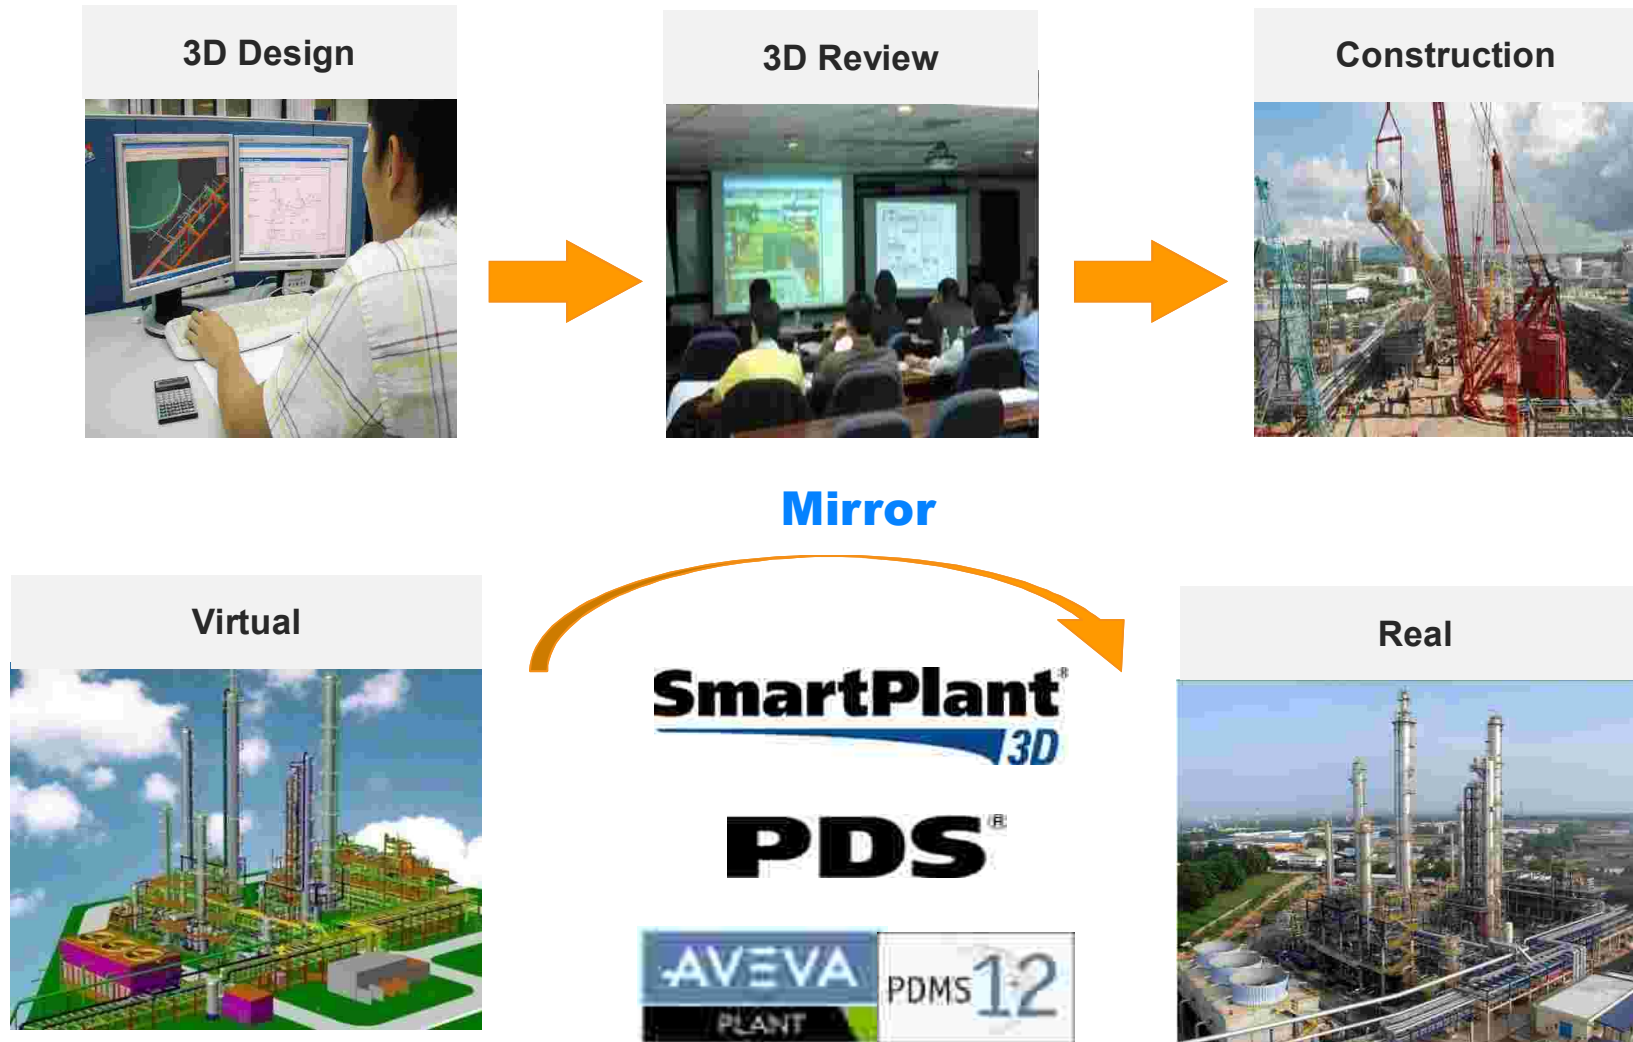 3D Design
3D Review
Construction
Mirror
Virtual
Real
SmartPlant®
3D
PDS®
AVEVA
PLANT
PDMS 12